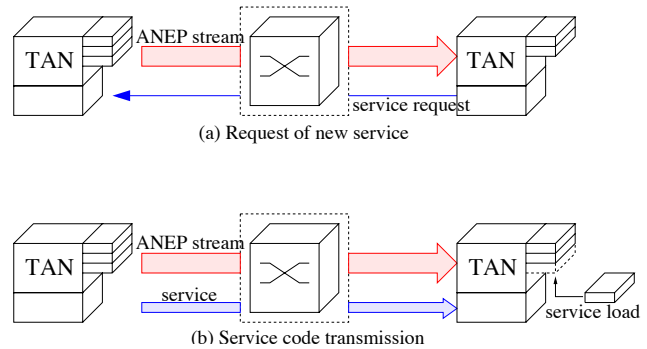 ANEP stream
TAN
TAN
service request
(a) Request of new service
ANEP stream
TAN
TAN
service
service load
(b) Service code transmission